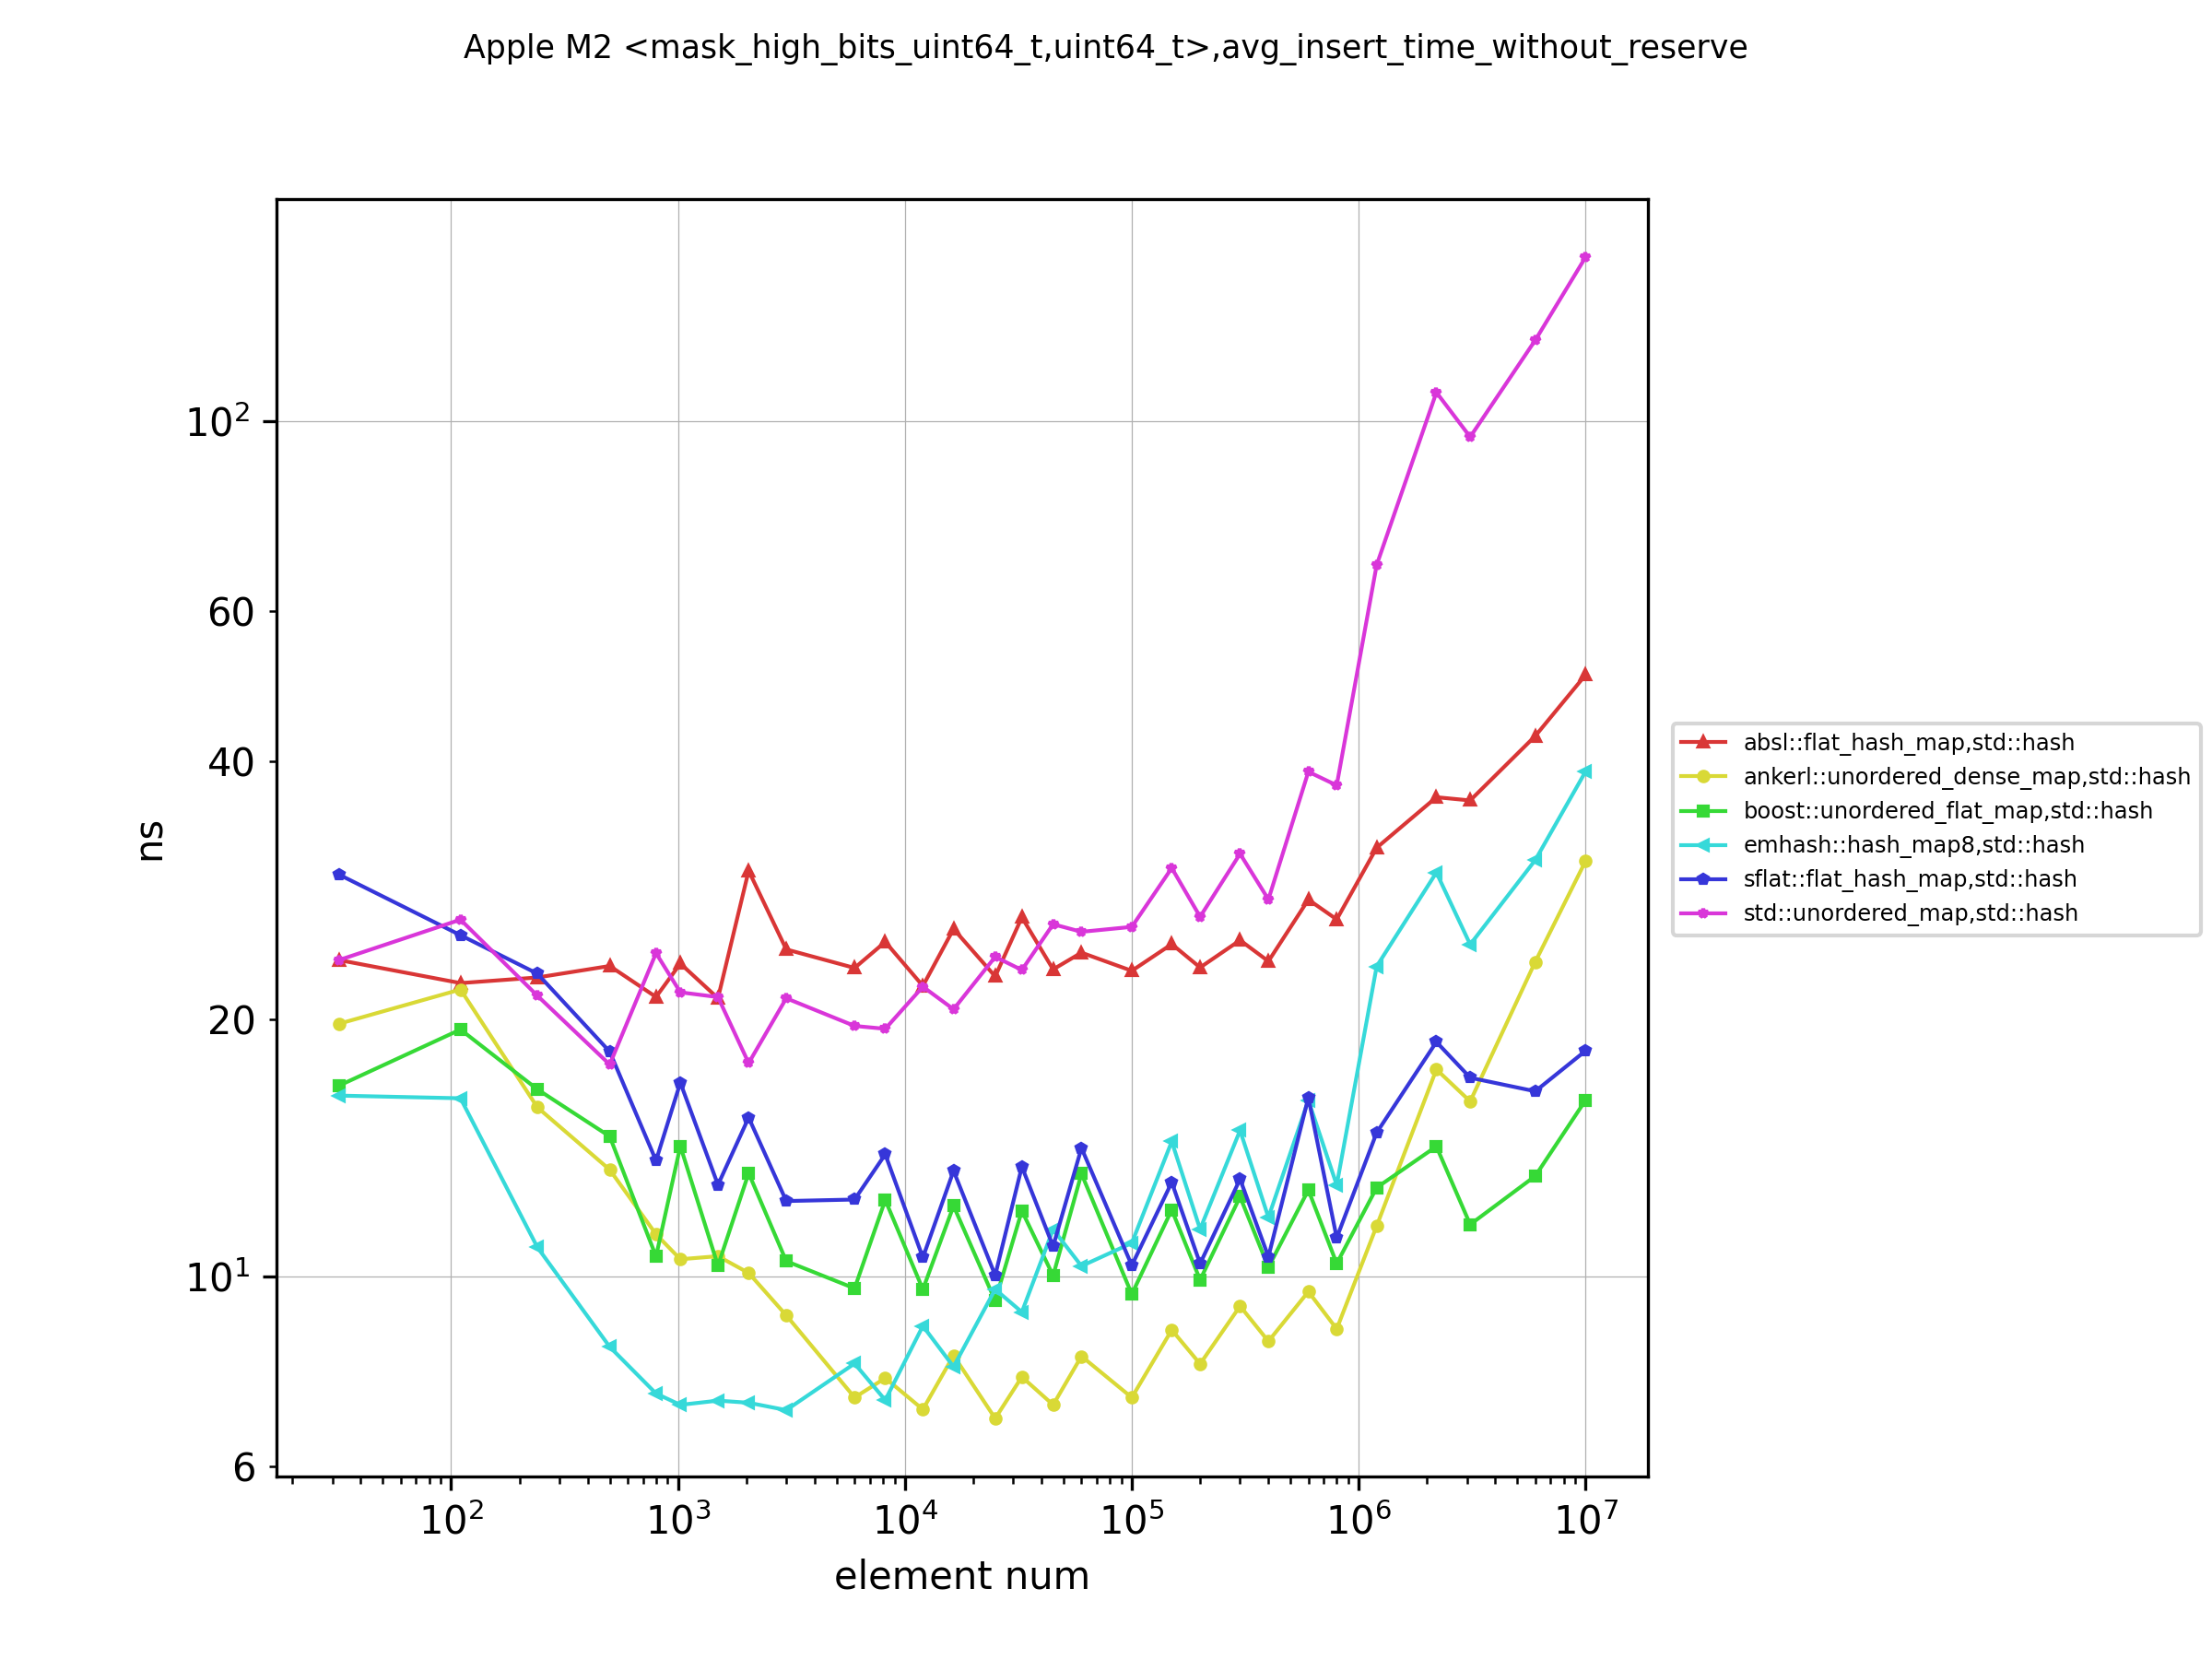 Apple M2 <mask_high_bits_uint64_t,uint64_t>,avg_insert_time_without_reserve
ns
10²
60
40
20
10¹
6
10² 10³ 10⁴ 10⁵ 10⁶ 10⁷
element num
absl::flat_hash_map,std::hash
ankerl::unordered_dense_map,std::hash
boost::unordered_flat_map,std::hash
emhash::hash_map8,std::hash
sflat::flat_hash_map,std::hash
std::unordered_map,std::hash